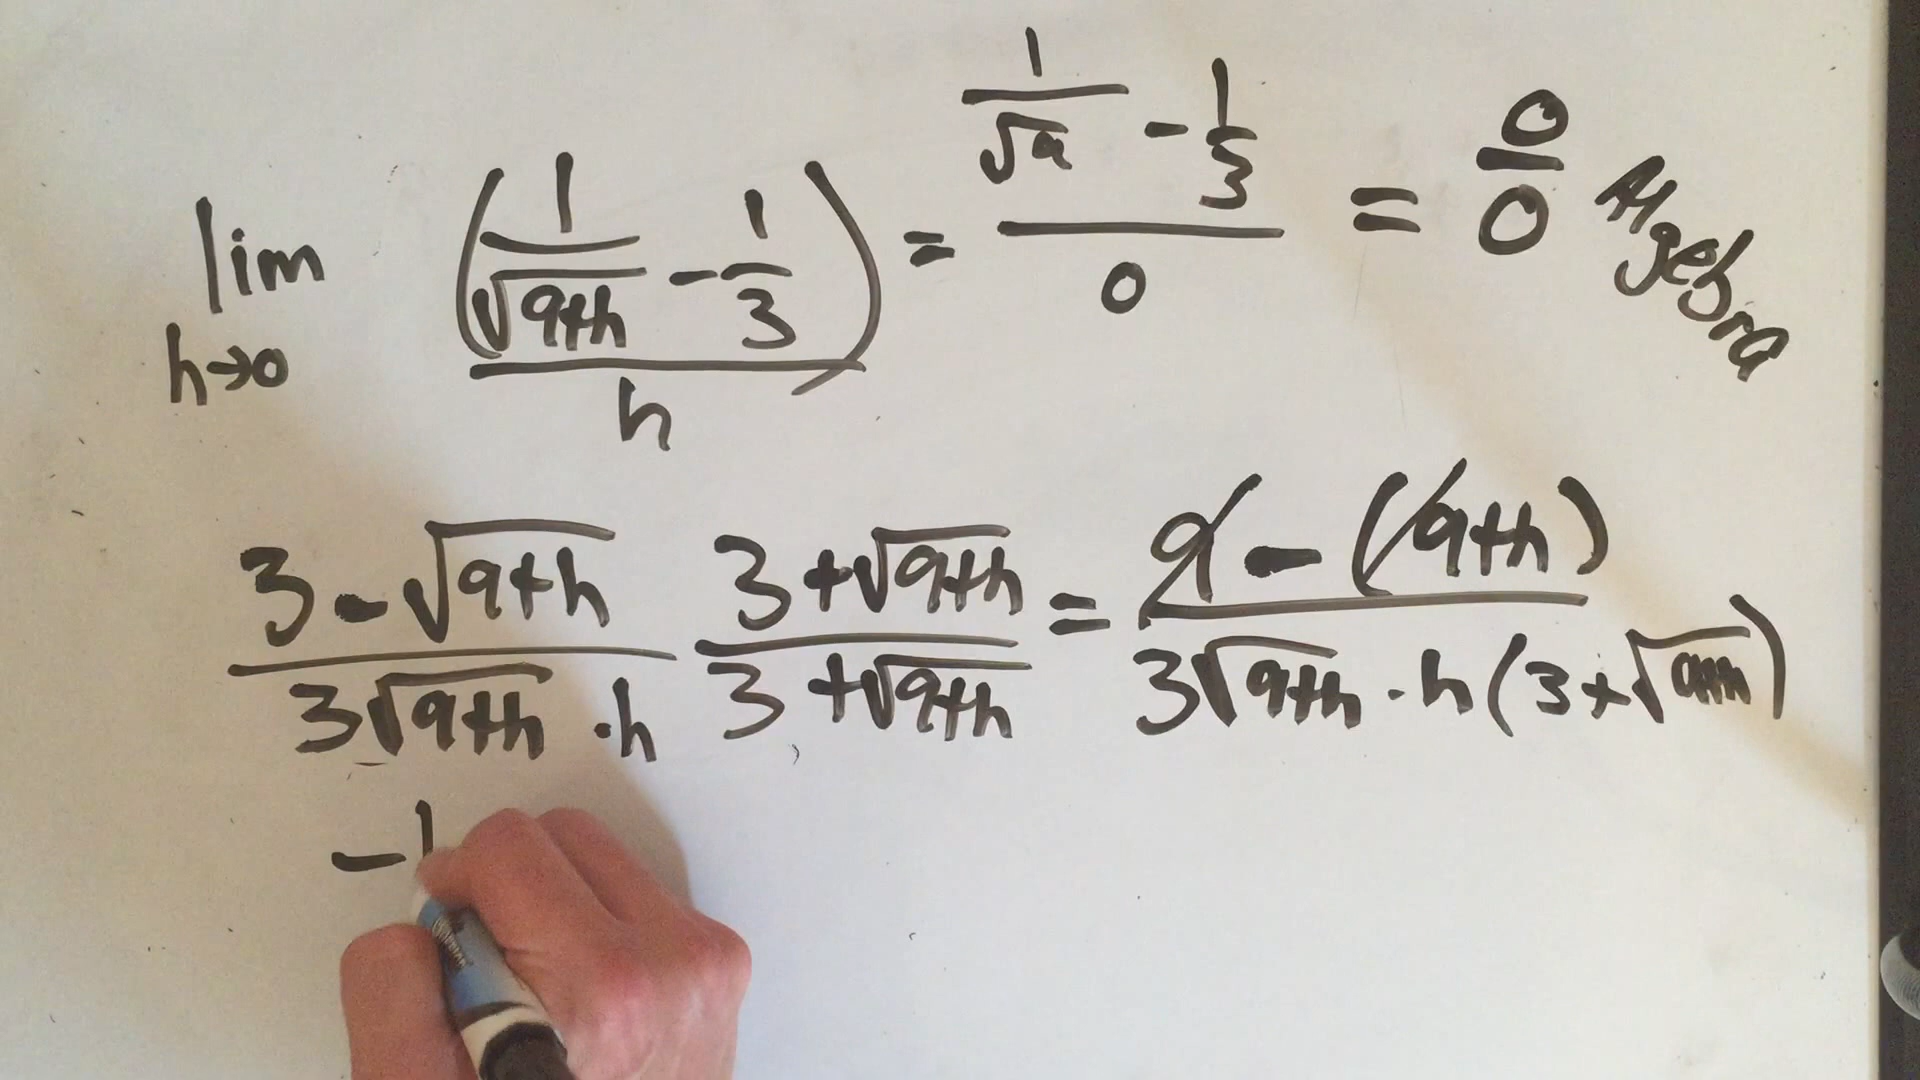 lim h→0 (1/√9+h - 1/3)/h = (1/√9 - 1/3)/0 = 0/0 Algebra
(3 - √9+h)/(3√9+h · h) (3 + √9+h)/(3 + √9+h) = (9 - (9+h))/(3√9+h · h(3 + √9+h))
-1